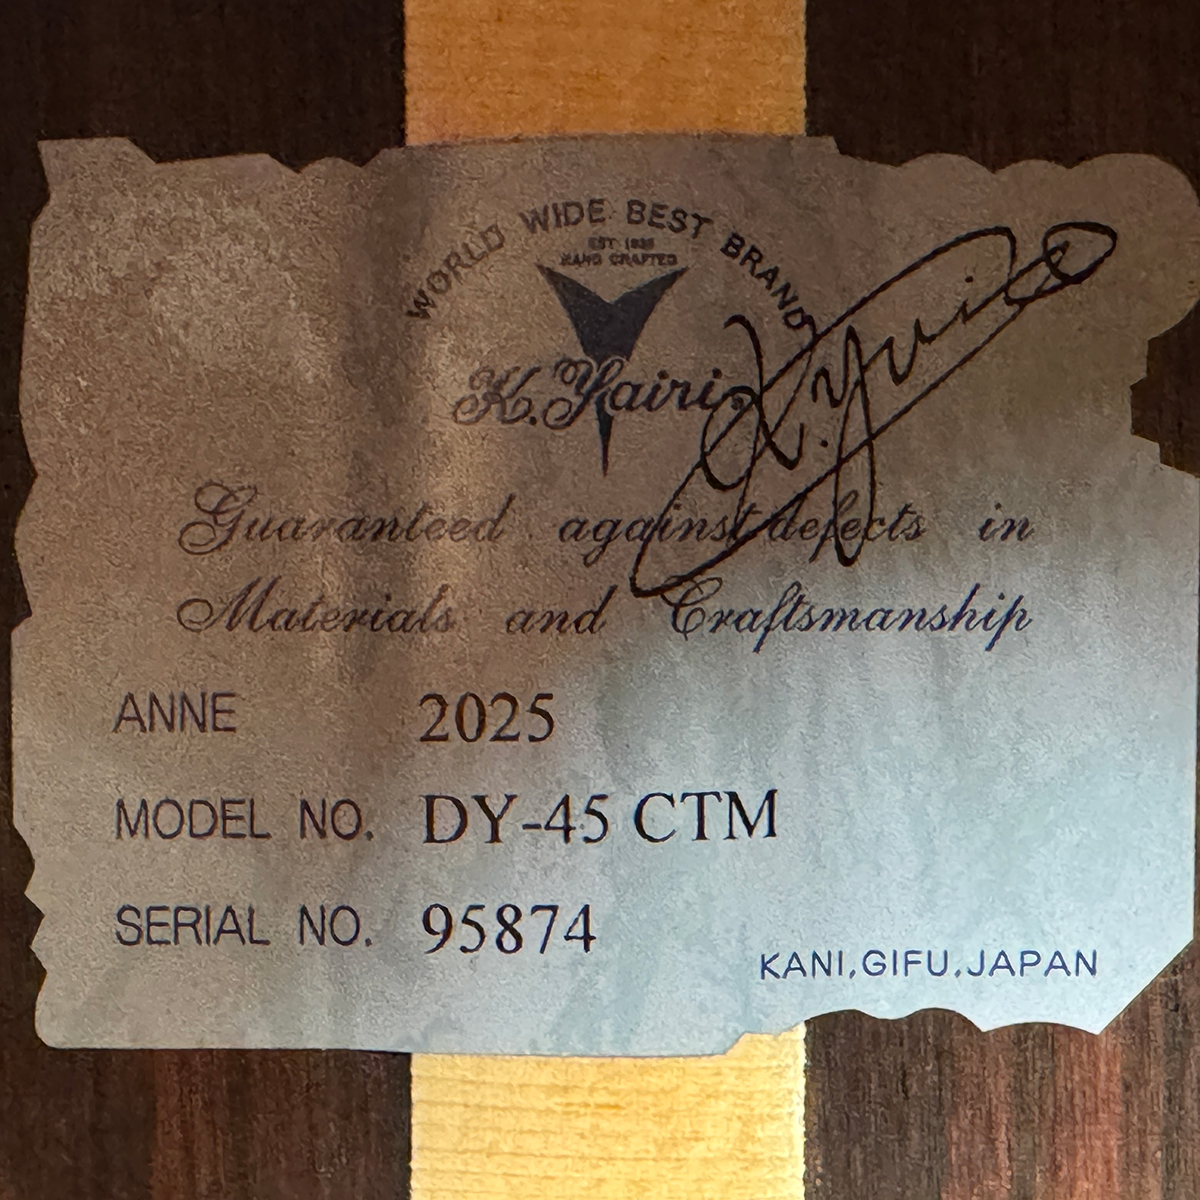 WORLD WIDE BEST BRAND
EST 1935
HAND CRAFTED
K.Yairi
K.Yairi
Guaranteed against defects in
Materials and Craftsmanship
ANNE 2025
MODEL NO. DY-45 CTM
SERIAL NO. 95874
KANI,GIFU,JAPAN